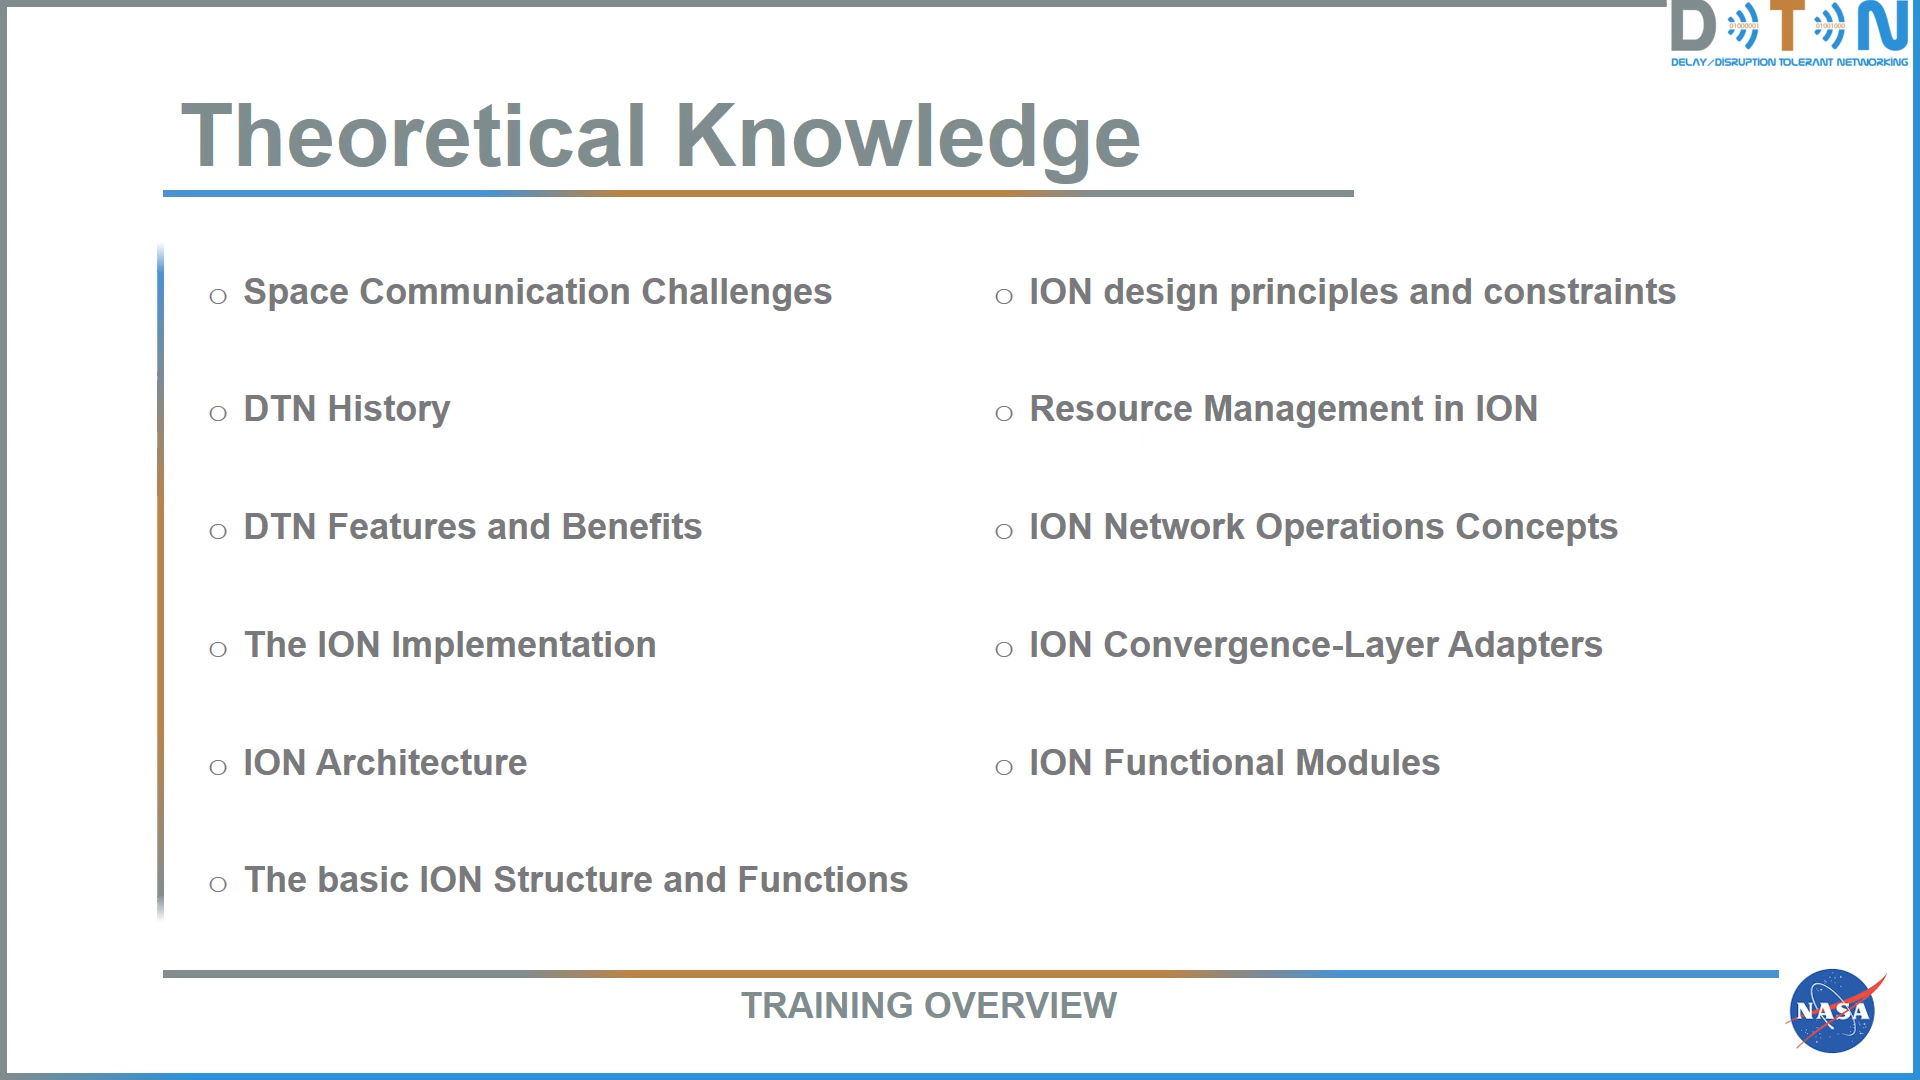 DTN
DELAY/DISRUPTION TOLERANT NETWORKING
Theoretical Knowledge
Space Communication Challenges
DTN History
DTN Features and Benefits
The ION Implementation
ION Architecture
The basic ION Structure and Functions
ION design principles and constraints
Resource Management in ION
ION Network Operations Concepts
ION Convergence-Layer Adapters
ION Functional Modules
TRAINING OVERVIEW
NASA